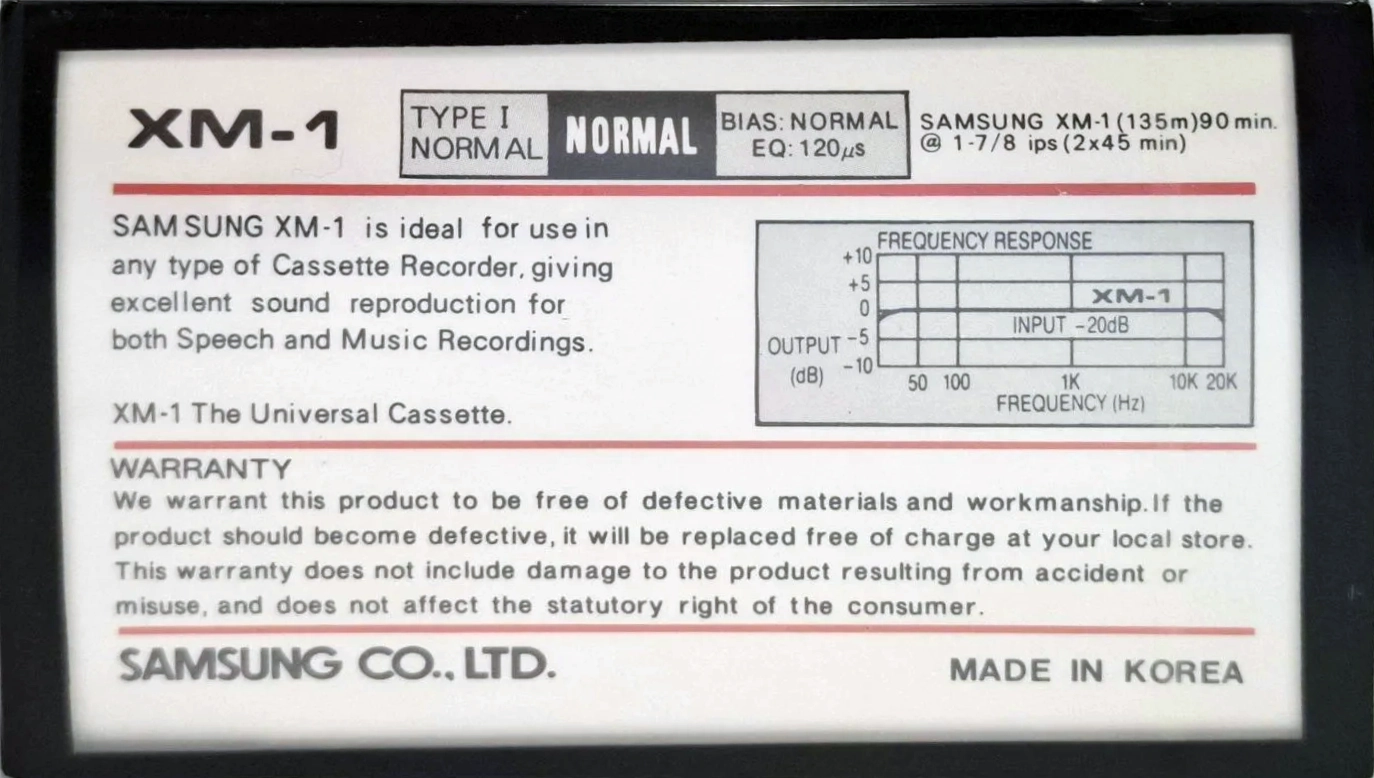 XM-1
TYPE I
NORMAL
NORMAL
BIAS: NORMAL
EQ: 120µs
SAMSUNG XM-1 (135m) 90 min.
@ 1-7/8 ips (2x45 min)
SAMSUNG XM-1 is ideal for use in
any type of Cassette Recorder, giving
excellent sound reproduction for
both Speech and Music Recordings.
XM-1 The Universal Cassette.
FREQUENCY RESPONSE
+10
+5
0
-5
-10
OUTPUT
(dB)
XM-1
INPUT -20dB
50 100 1K 10K 20K
FREQUENCY (Hz)
WARRANTY
We warrant this product to be free of defective materials and workmanship. If the
product should become defective, it will be replaced free of charge at your local store.
This warranty does not include damage to the product resulting from accident or
misuse, and does not affect the statutory right of the consumer.
SAMSUNG CO., LTD.
MADE IN KOREA